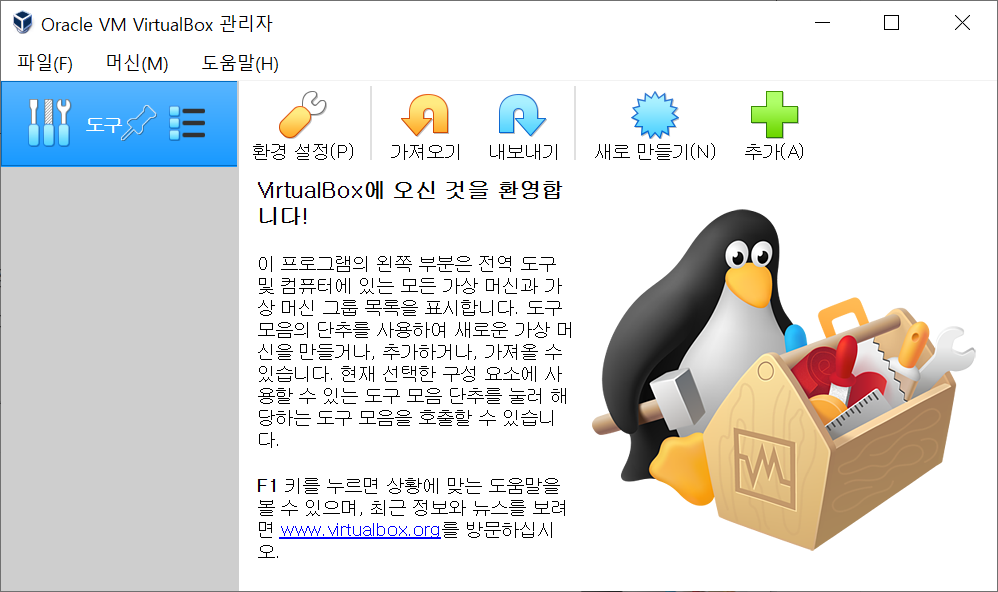 Oracle VM VirtualBox 관리자
파일(F) 머신(M) 도움말(H)
도구
환경 설정(P) 가져오기 내보내기 새로 만들기(N) 추가(A)
VirtualBox에 오신 것을 환영합
니다!
이 프로그램의 왼쪽 부분은 전역 도구
및 컴퓨터에 있는 모든 가상 머신과 가
상 머신 그룹 목록을 표시합니다. 도구
모음의 단추를 사용하여 새로운 가상 머
신을 만들거나, 추가하거나, 가져올 수
있습니다. 현재 선택한 구성 요소에 사
용할 수 있는 도구 모음 단추를 눌러 해
당하는 도구 모음을 호출할 수 있습니
다.
F1 키를 누르면 상황에 맞는 도움말을
볼 수 있으며, 최근 정보와 뉴스를 보려
면 www.virtualbox.org를 방문하십시
오.